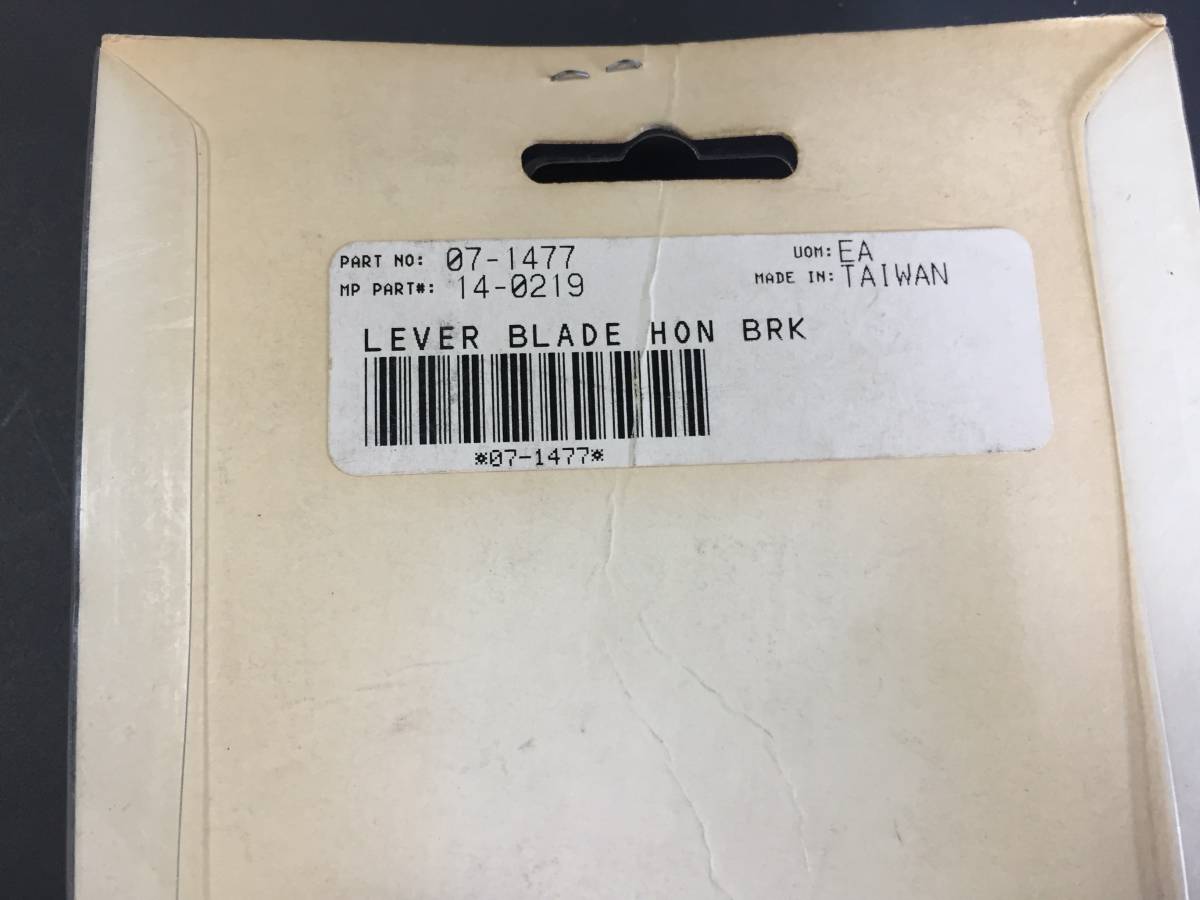 PART NO: 07-1477 UOM: EA
MP PART#: 14-0219 MADE IN: TAIWAN
LEVER BLADE HON BRK
*07-1477*